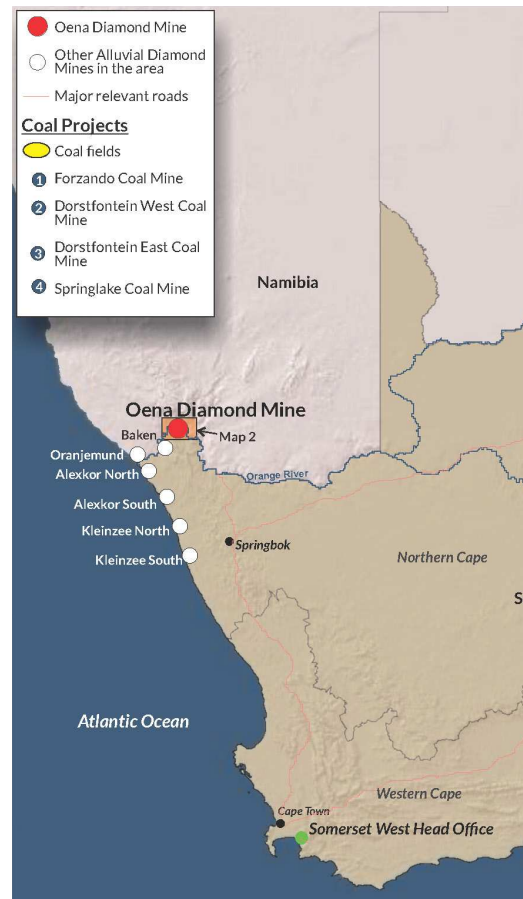 Oena Diamond Mine
Other Alluvial Diamond
Mines in the area
Major relevant roads
Coal Projects
Coal fields
1 Forzando Coal Mine
2 Dorstfontein West Coal
Mine
3 Dorstfontein East Coal
Mine
4 Springlake Coal Mine
Namibia
Oena Diamond Mine
Baken
Map 2
Oranjemund
Alexkor North
Orange River
Alexkor South
Kleinzee North
Springbok
Kleinzee South
Northern Cape
S
Atlantic Ocean
Western Cape
Cape Town
Somerset West Head Office